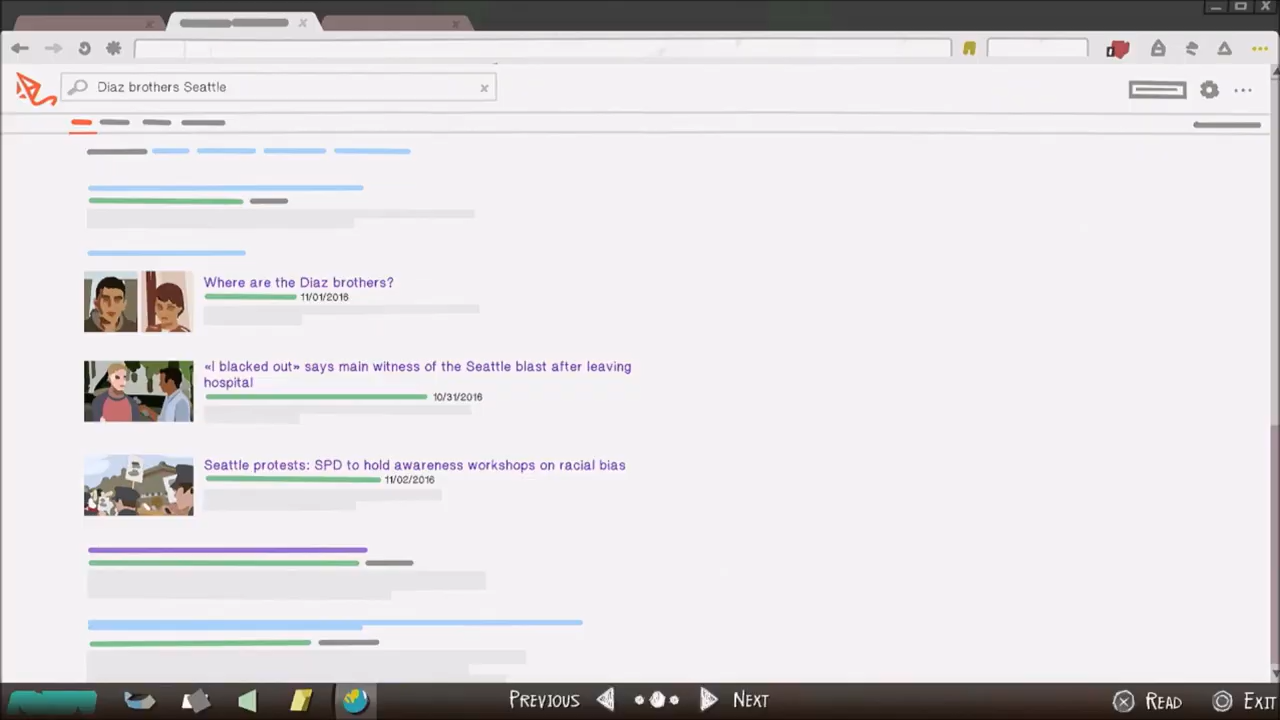 Diaz brothers Seattle
Where are the Diaz brothers?
11/01/2016
«I blacked out» says main witness of the Seattle blast after leaving
hospital
10/31/2016
Seattle protests: SPD to hold awareness workshops on racial bias
11/02/2016
PREVIOUS
NEXT
READ
EXIT